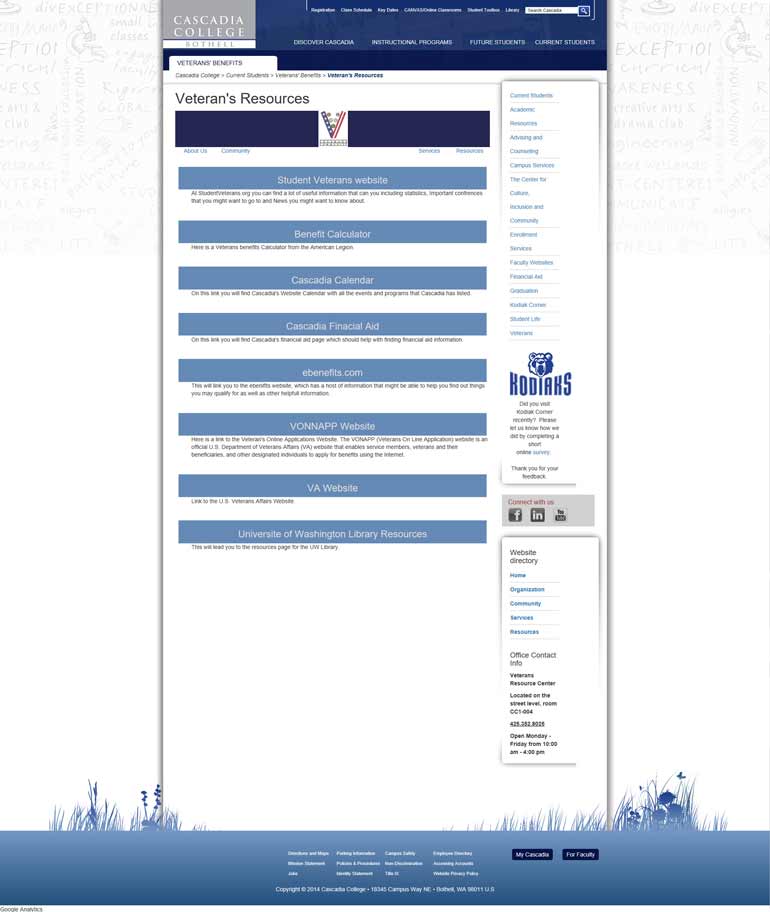 CASCADIA
COLLEGE
BOTHELL
Registration Class Schedule Key Dates CANVAS/Online Classrooms Student Toolbox Library Search Cascadia
DISCOVER CASCADIA INSTRUCTIONAL PROGRAMS FUTURE STUDENTS CURRENT STUDENTS
VETERANS' BENEFITS
Cascadia College > Current Students > Veterans' Benefits > Veteran's Resources
Veteran's Resources
About Us Community Services Resources
Student Veterans website
At StudentVeterans.org you can find a lot of useful information that can you including statistics, Important confrences
that you might want to go to and News you might want to know about.
Benefit Calculator
Here is a Veterans benefits Calculator from the American Legion.
Cascadia Calendar
On this link you will find Cascadia's Website Calendar with all the events and programs that Cascadia has listed.
Cascadia Finacial Aid
On this link you will find Cascadia's financial aid page which should help with finding financial aid information.
ebenefits.com
This will link you to the ebenifits website, which has a host of information that might be able to help you find out things
you may qualify for as well as other helpfull information.
VONNAPP Website
Here is a link to the Veteran's Online Applications Website. The VONAPP (Veterans On Line Application) website is an
official U.S. Department of Veterans Affairs (VA) website that enables service members, veterans and their
beneficiaries, and other designated individuals to apply for benefits using the Internet.
VA Website
Link to the U.S. Veterans Affairs Website
Universite of Washington Library Resources
This will lead you to the resources page for the UW Library.
Current Students
Academic
Resources
Advising and
Counseling
Campus Services
The Center for
Culture,
Inclusion and
Community
Enrollment
Services
Faculty Websites
Financial Aid
Graduation
Kodiak Corner
Student Life
Veterans
KODIAKS
Did you visit
Kodiak Corner
recently? Please
let us know how we
did by completing a
short
online survey.
Thank you for your
feedback.
Connect with us
f in You Tube
Website
directory
Home
Organization
Community
Services
Resources
Office Contact
Info
Veterans
Resource Center
Located on the
street level, room
CC1-004
425.352.8026
Open Monday -
Friday from 10:00
am - 4:00 pm
Directions and Maps Parking Information Campus Safety Employee Directory
Mission Statement Policies & Procedures Non-Discrimination Accessing Accounts
Jobs Identity Statement Title IX Website Privacy Policy
My Cascadia For Faculty
Copyright © 2014 Cascadia College • 18345 Campus Way NE • Bothell, WA 98011 U.S
Google Analytics